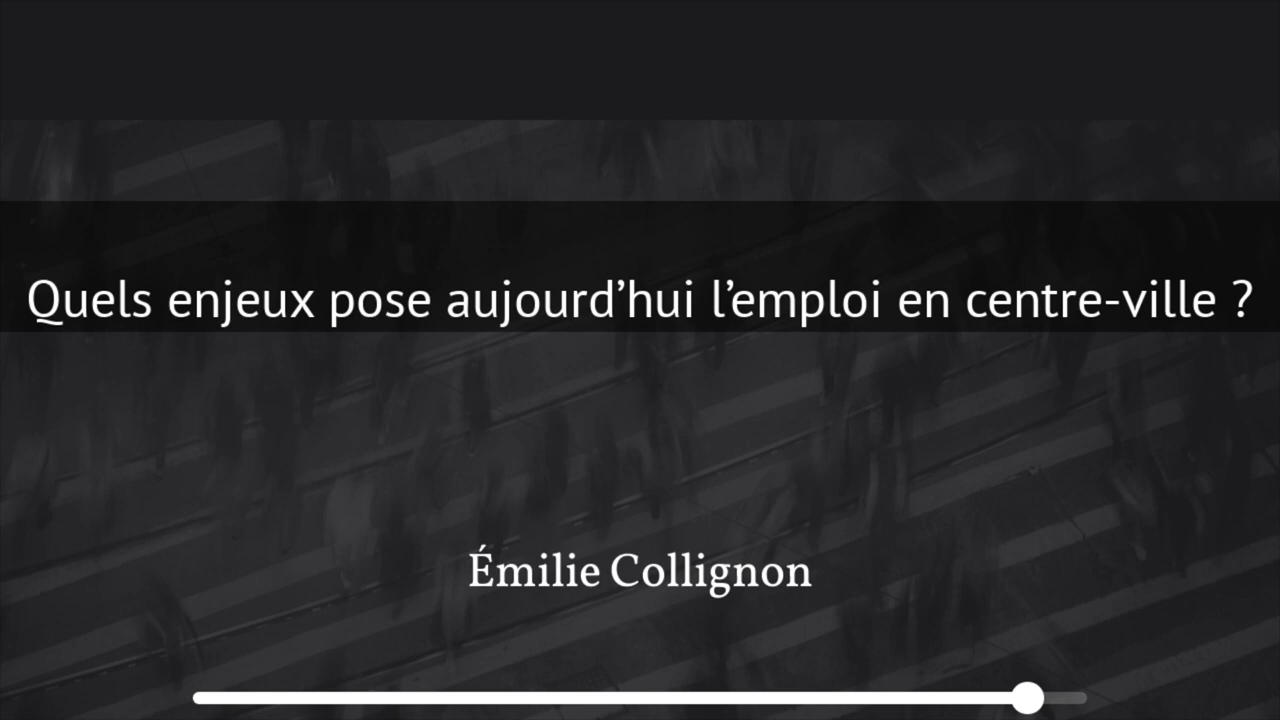 Quels enjeux pose aujourd’hui l’emploi en centre-ville ?
Émilie Collignon